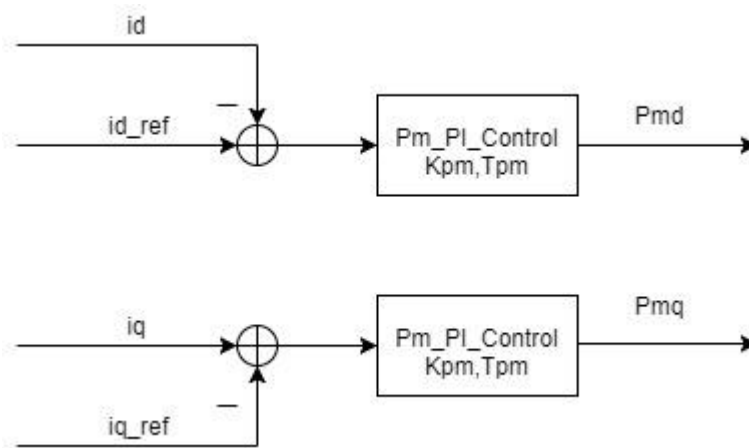 id
id_ref
Pm_PI_Control
Kpm,Tpm
Pmd
iq
iq_ref
Pm_PI_Control
Kpm,Tpm
Pmq